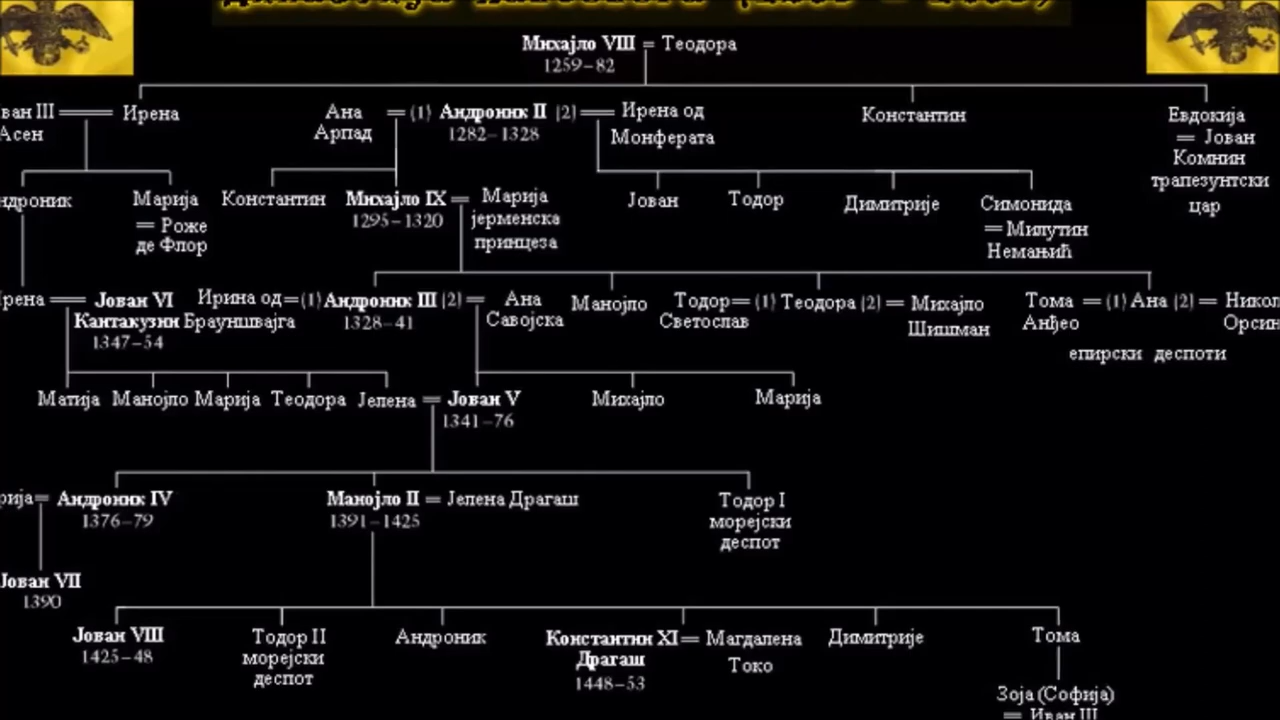 Михајло VIII = Теодора
1259–82
Ирена
Ана Арпад = (1) Андроник II (2) = Ирена од Монферата
1282–1328
Константин
Евдокија = Јован Комнин трапезунтски цар
Асен
Марија = Роже де Флор
Константин
Михајло IX = Марија јерменска принцеза
1295–1320
Јован
Тодор
Димитрије
Симонида = Милутин Немањић
Јован VI Кантакузин
1347–54
Ирина од Брауншвајга = (1) Андроник III (2) = Ана Савојска
1328–41
Манојло
Тодор Светослав = (1) Теодора (2) = Михајло Шишман
Тома Анђео = (1) Ана (2) =
епирски деспоти
Матија
Манојло
Марија
Теодора
Јелена = Јован V
1341–76
Михајло
Марија
= Андроник IV
1376–79
Манојло II = Јелена Драгаш
1391–1425
Тодор I
морејски
деспот
Јован VII
1390
Јован VIII
1425–48
Тодор II
морејски
деспот
Андроник
Константин XI Драгаш = Магдалена Токо
1448–53
Димитрије
Тома
Зоја (Софија)
= Иван III